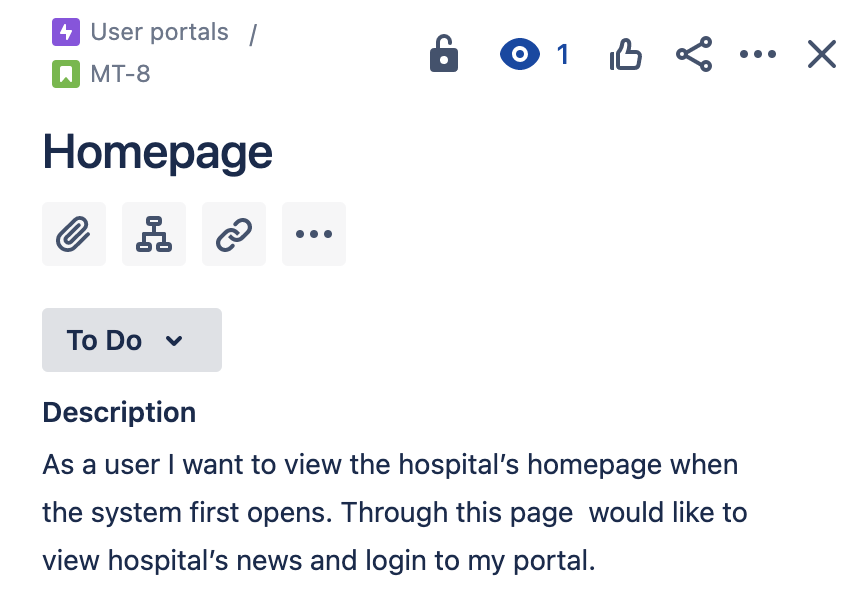 User portals /
MT-8
1
Homepage
To Do
Description
As a user I want to view the hospital’s homepage when
the system first opens. Through this page  would like to
view hospital’s news and login to my portal.